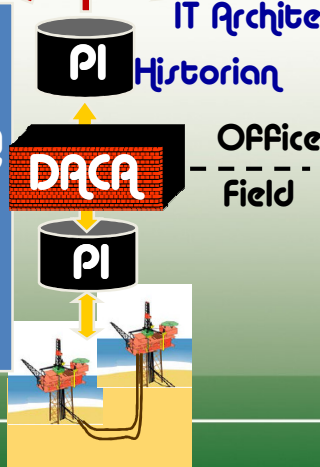 IT Archite
PI
Historian
Office
DACA
Field
PI